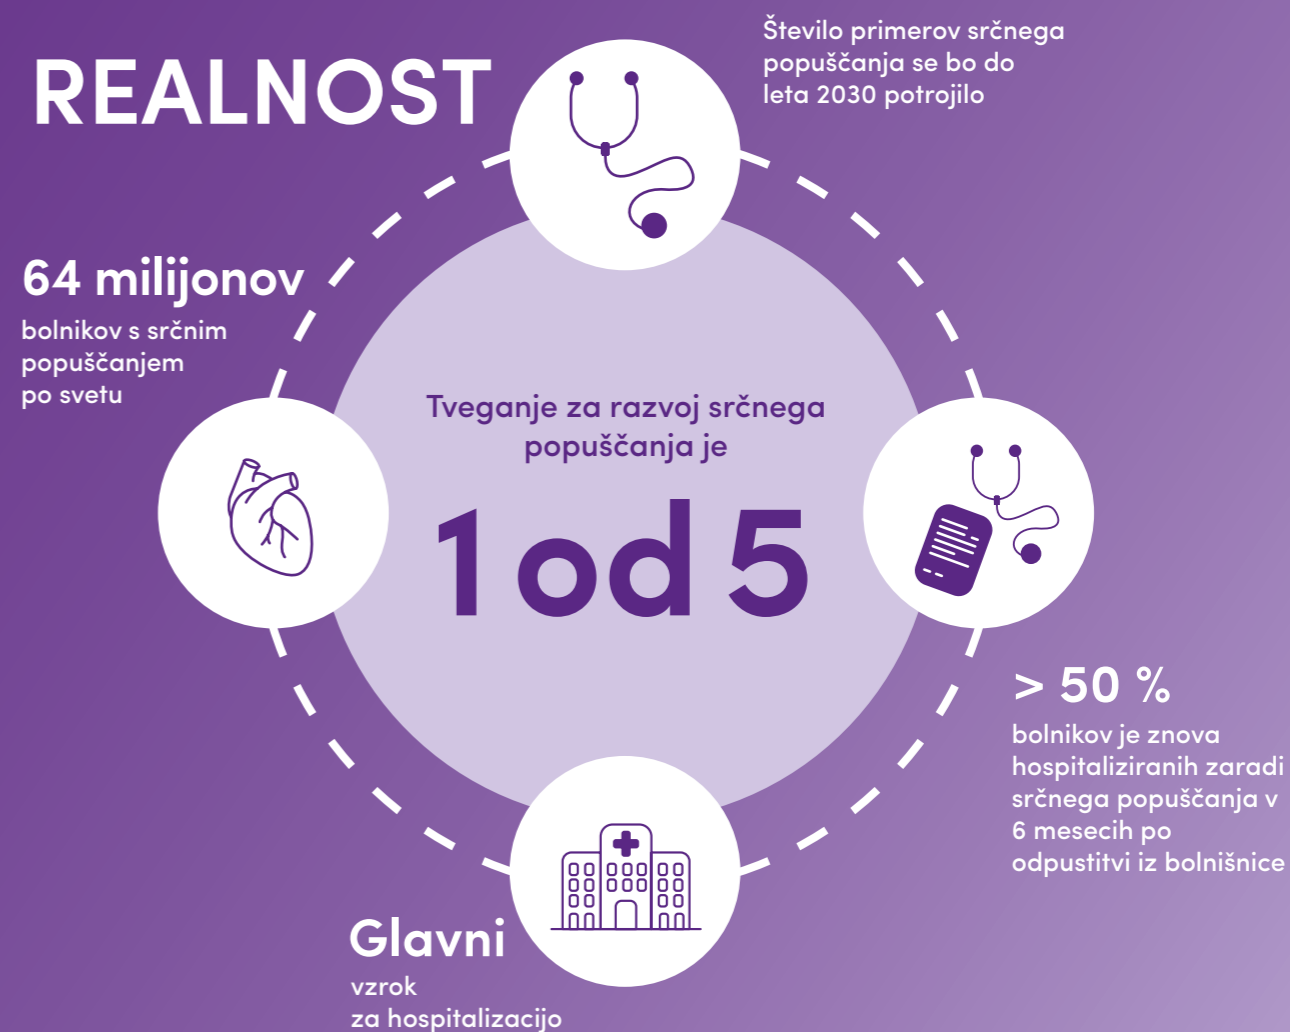 REALNOST
Število primerov srčnega
popuščanja se bo do
leta 2030 potrojilo
64 milijonov
bolnikov s srčnim
popuščanjem
po svetu
Tveganje za razvoj srčnega
popuščanja je
1 od 5
> 50 %
bolnikov je znova
hospitaliziranih zaradi
srčnega popuščanja v
6 mesecih po
odpustitvi iz bolnišnice
Glavni
vzrok
za hospitalizacijo